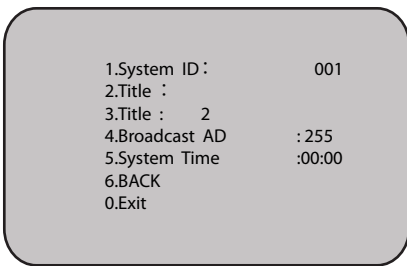 1.System ID: 001
2.Title :
3.Title : 2
4.Broadcast AD :255
5.System Time :00:00
6.BACK
0.Exit